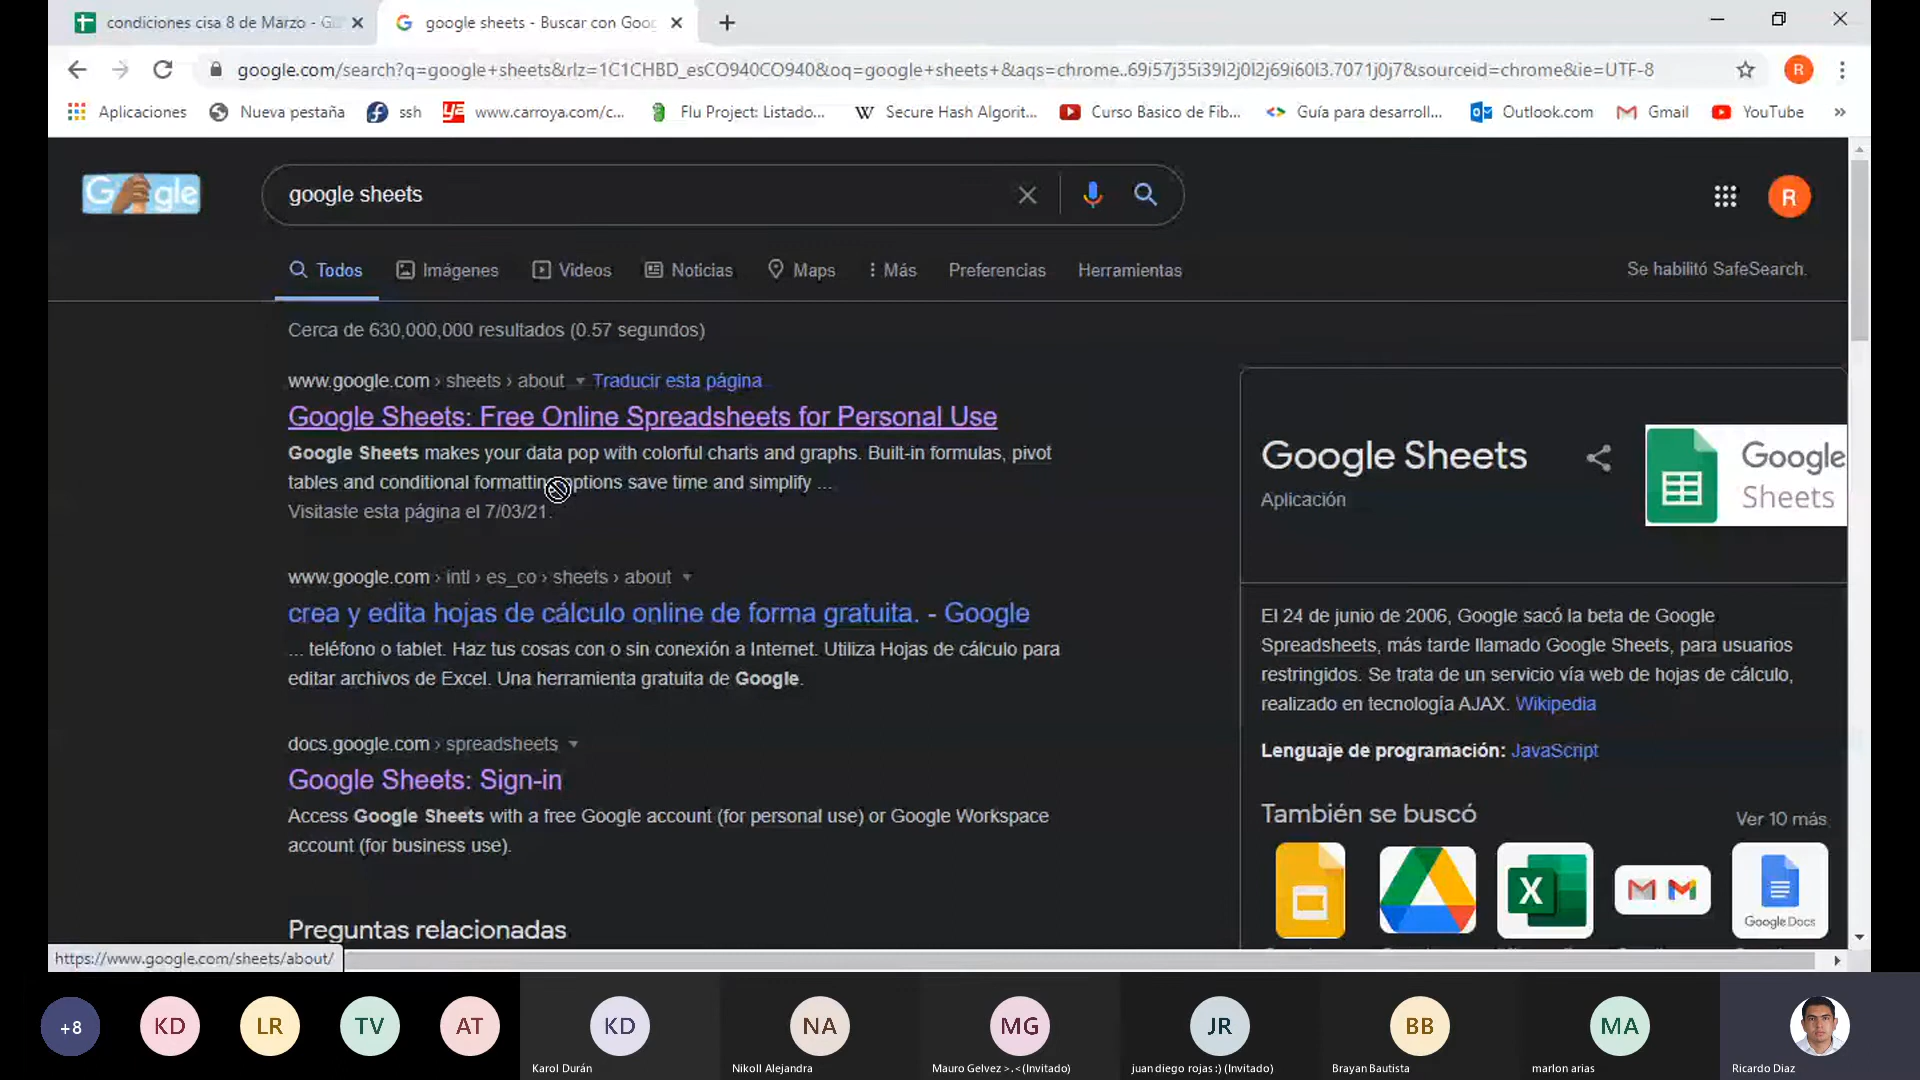 condiciones cisa 8 de Marzo - G
google sheets - Buscar con Goo
google.com/search?q=google+sheets&rlz=1C1CHBD_esCO940CO940&oq=google+sheets+&aqs=chrome..69i57j35i39l2j0l2j69i60l3.7071j0j7&sourceid=chrome&ie=UTF-8
R
Aplicaciones
Nueva pestaña
ssh
www.carroya.com/c...
Flu Project: Listado...
W
Secure Hash Algorit...
Curso Basico de Fib...
Guía para desarroll...
Outlook.com
Gmail
YouTube
»
google sheets
R
Todos
Imágenes
Videos
Noticias
Maps
Más
Preferencias
Herramientas
Se habilitó SafeSearch.
Cerca de 630,000,000 resultados (0.57 segundos)
www.google.com › sheets › about Traducir esta página
Google Sheets: Free Online Spreadsheets for Personal Use
Google Sheets makes your data pop with colorful charts and graphs. Built-in formulas, pivot
tables and conditional formatting options save time and simplify ...
Visitaste esta página el 7/03/21.
www.google.com › intl › es_co › sheets › about
crea y edita hojas de cálculo online de forma gratuita. - Google
... teléfono o tablet. Haz tus cosas con o sin conexión a Internet. Utiliza Hojas de cálculo para
editar archivos de Excel. Una herramienta gratuita de Google.
docs.google.com › spreadsheets
Google Sheets: Sign-in
Access Google Sheets with a free Google account (for personal use) or Google Workspace
account (for business use).
Preguntas relacionadas
Google Sheets
Aplicación
Google
Sheets
El 24 de junio de 2006, Google sacó la beta de Google
Spreadsheets, más tarde llamado Google Sheets, para usuarios
restringidos. Se trata de un servicio vía web de hojas de cálculo,
realizado en tecnología AJAX. Wikipedia
Lenguaje de programación: JavaScript
También se buscó
Ver 10 más
X
Google Docs
https://www.google.com/sheets/about/
+8
KD
LR
TV
AT
KD
Karol Durán
NA
Nikoll Alejandra
MG
Mauro Gelvez >.<(Invitado)
JR
juan diego rojas :) (Invitado)
BB
Brayan Bautista
MA
marlon arias
Ricardo Diaz